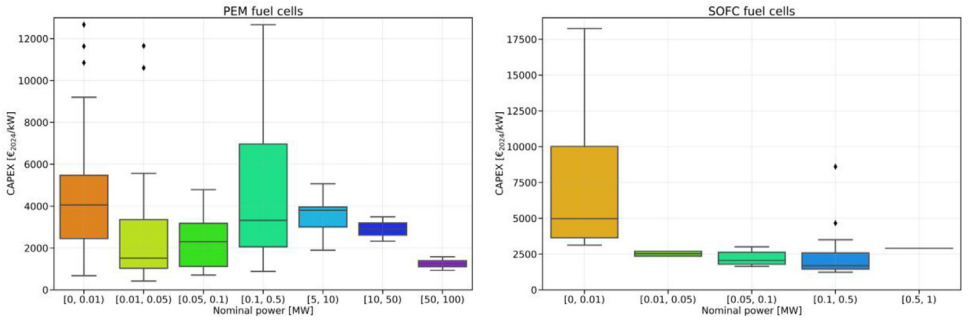 PEM fuel cells
CAPEX [€2024/kW]
12000
10000
8000
6000
4000
2000
0
[0, 0.01) [0.01, 0.05) [0.05, 0.1) [0.1, 0.5) [5, 10) [10, 50) [50, 100)
Nominal power [MW]
SOFC fuel cells
CAPEX [€2024/kW]
17500
15000
12500
10000
7500
5000
2500
0
[0, 0.01) [0.01, 0.05) [0.05, 0.1) [0.1, 0.5) [0.5, 1)
Nominal power [MW]